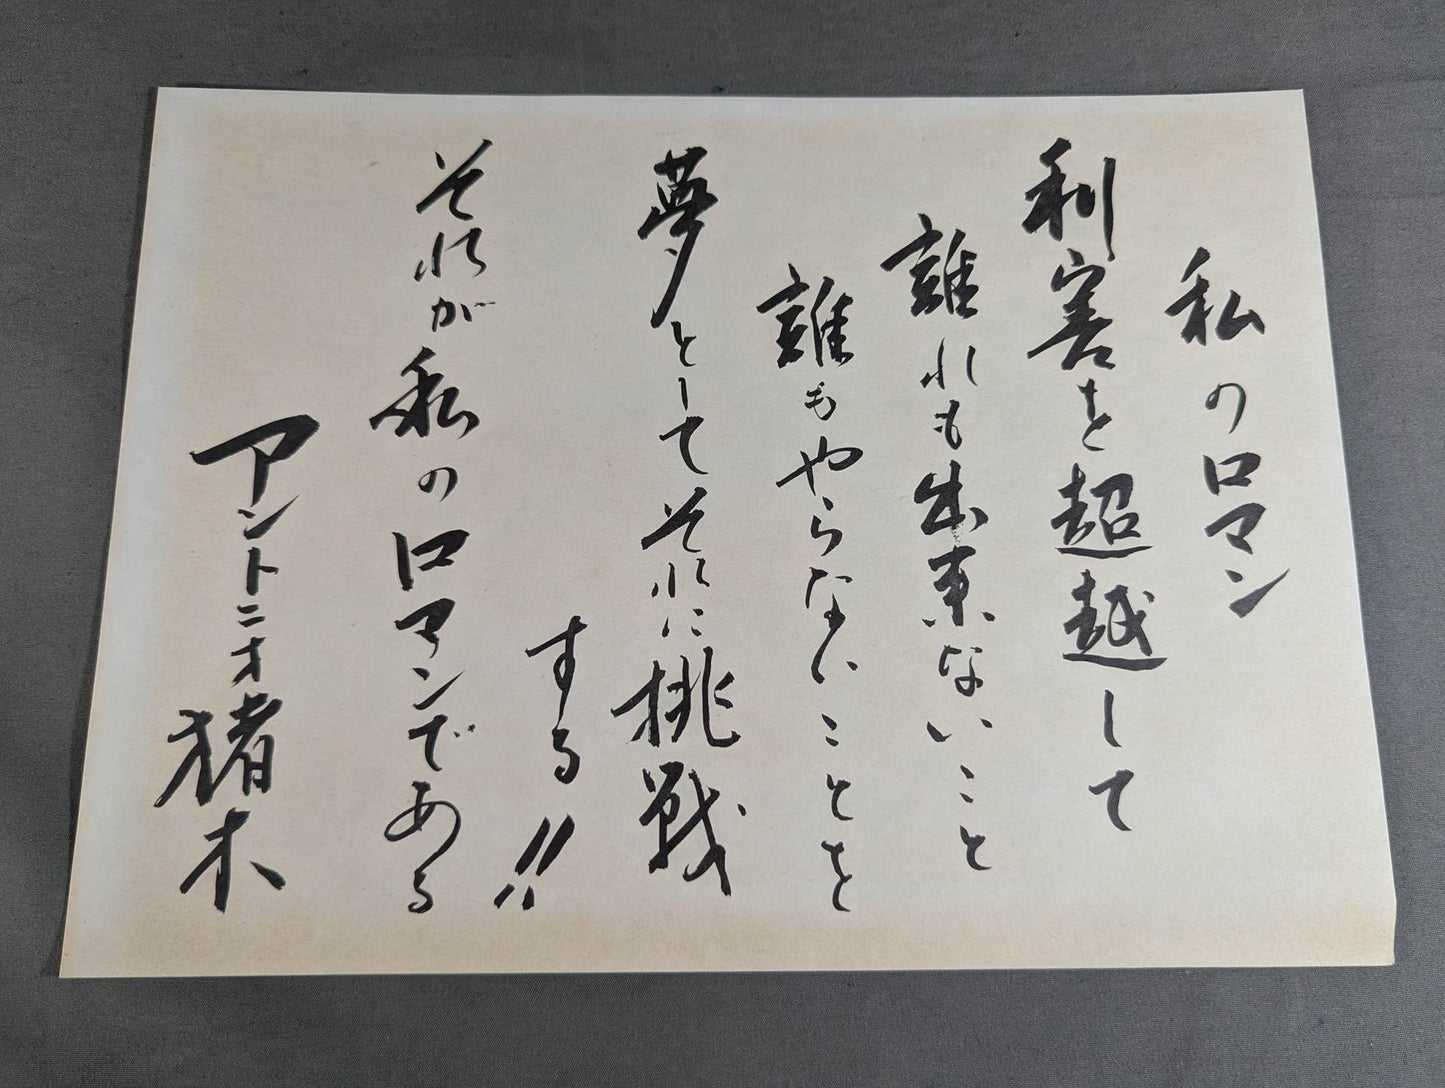 私のロマン
利害を超越して
誰れも出来ないこと
誰もやらないことを
夢としてそれに挑戦
する!!
それが私のロマンである
アントニオ猪木